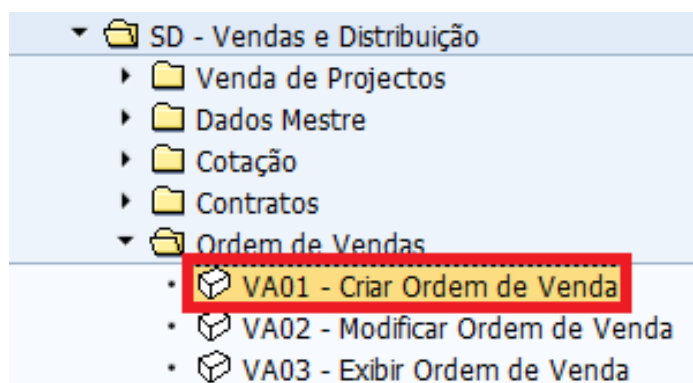 SD - Vendas e Distribuição
Venda de Projectos
Dados Mestre
Cotação
Contratos
Ordem de Vendas
VA01 - Criar Ordem de Venda
VA02 - Modificar Ordem de Venda
VA03 - Exibir Ordem de Venda